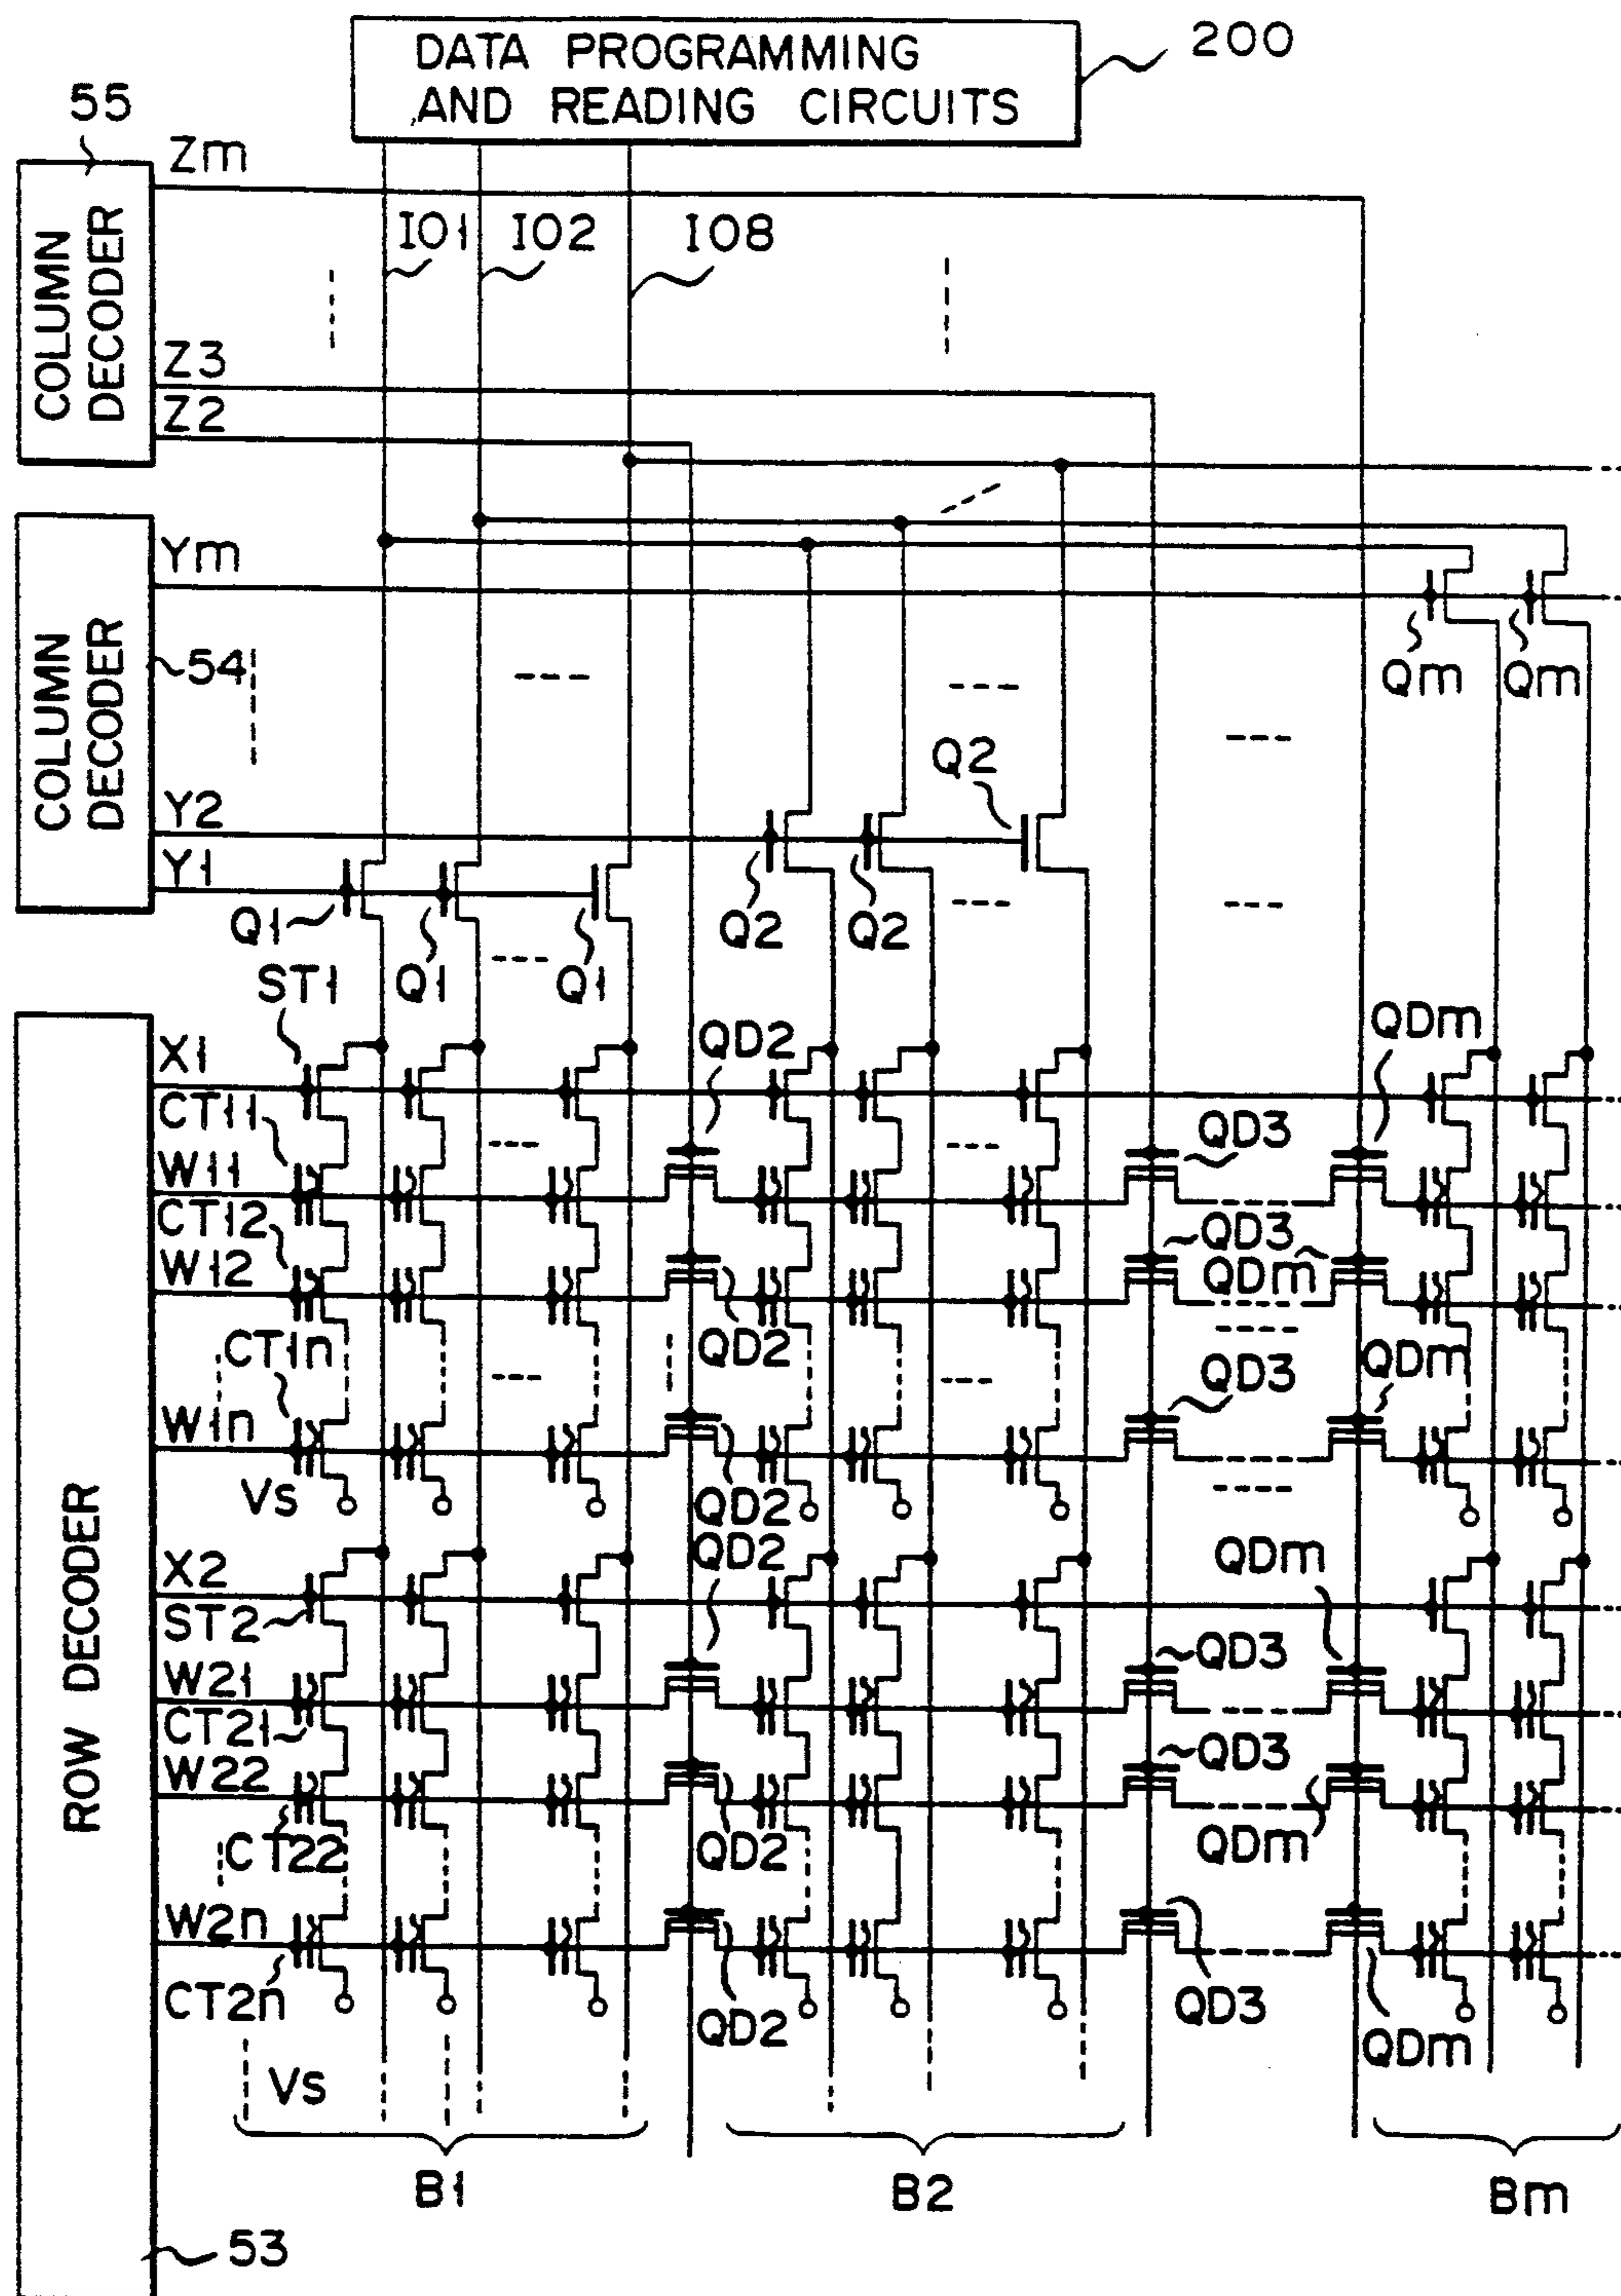 DATA PROGRAMMING
AND READING CIRCUITS
200
55
Zm
COLUMN
DECODER
IO1
IO2
IO8
Z3
Z2
COLUMN
DECODER
Ym
54
Qm
Qm
Q2
Y2
Y1
Q1
Q1
Q1
Q2
Q2
ST1
X1
QD2
QDm
CT11
W11
QD3
CT12
QD3
W12
QDm
CT1n
QD2
QD3
QDm
W1n
Vs
QD2
X2
QD2
QDm
ST2
W21
QD3
CT21
W22
QD3
CT22
QD2
QDm
W2n
CT2n
QD2
QD3
QDm
Vs
ROW DECODER
B1
B2
Bm
53